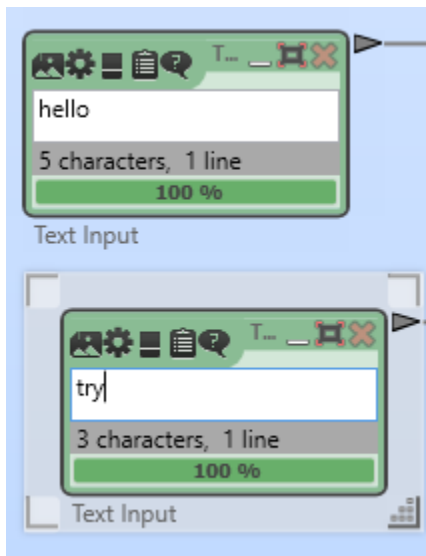 T...
hello
5 characters, 1 line
100 %
Text Input
T...
try
3 characters, 1 line
100 %
Text Input